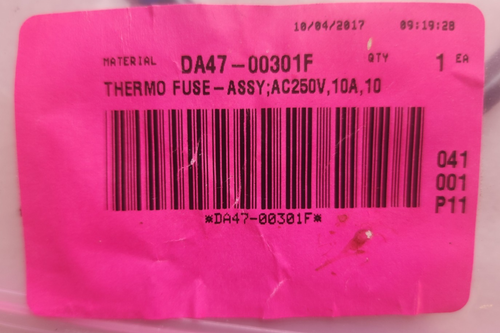 10/04/2017 09:19:28
MATERIAL DA47-00301F QTY 1 EA
THERMO FUSE-ASSY;AC250V,10A,10
041
001
P11
*DA47-00301F*